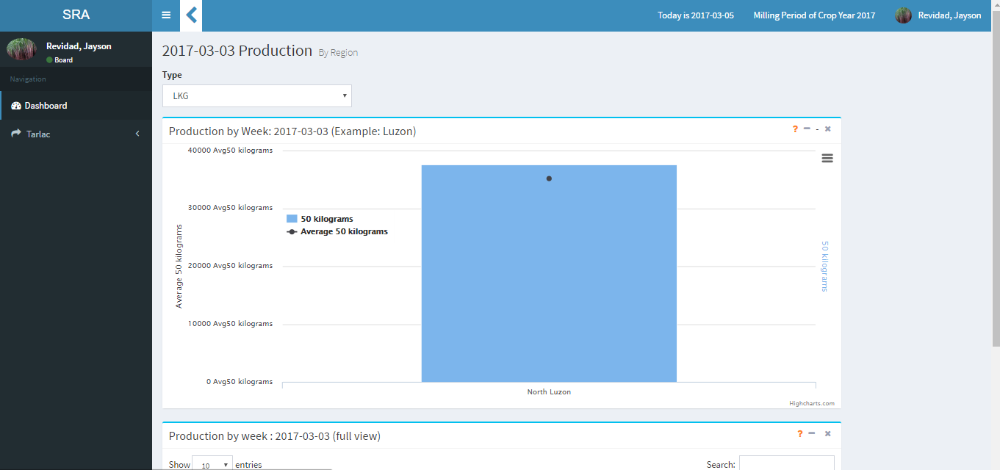 SRA
Today is 2017-03-05
Milling Period of Crop Year 2017
Revidad, Jayson
Revidad, Jayson
Board
Navigation
Dashboard
Tarlac
2017-03-03 Production By Region
Type
LKG
Production by Week: 2017-03-03 (Example: Luzon)
? - x
40000 Avg50 kilograms
30000 Avg50 kilograms
20000 Avg50 kilograms
10000 Avg50 kilograms
0 Avg50 kilograms
Average 50 kilograms
50 kilograms
Average 50 kilograms
50 kilograms
North Luzon
Highcharts.com
Production by week : 2017-03-03 (full view)
?
Show 10 entries
Search: